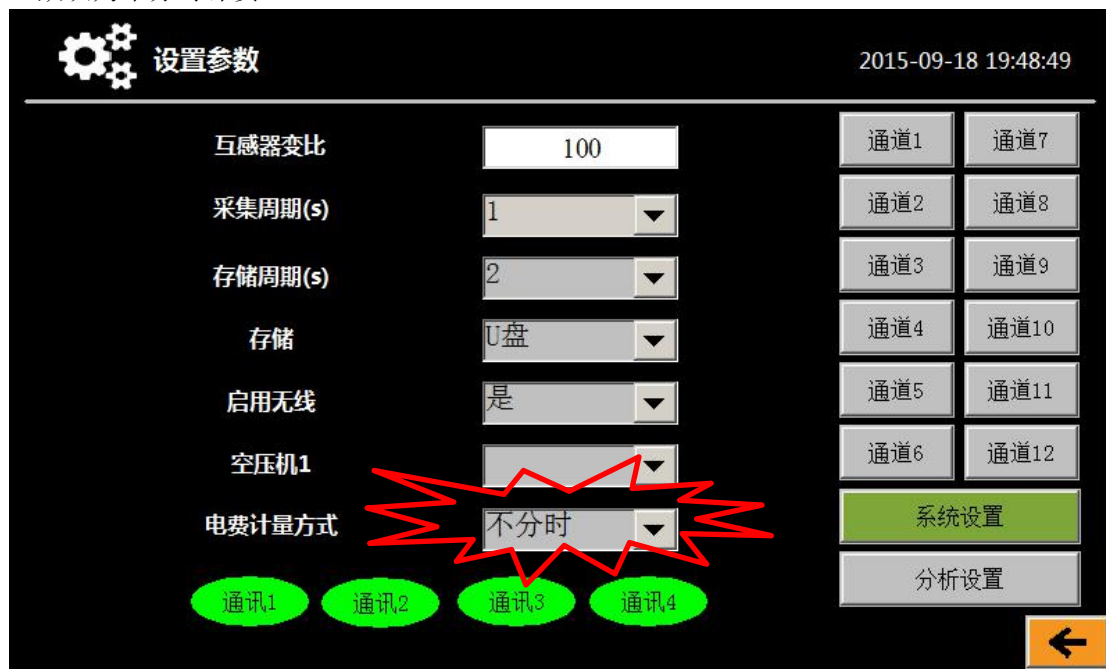 设置参数
2015-09-18 19:48:49
互感器变比 100
采集周期(s) 1
存储周期(s) 2
存储 U盘
启用无线 是
空压机1
电费计量方式 不分时
通讯1 通讯2 通讯3 通讯4
通道1 通道7
通道2 通道8
通道3 通道9
通道4 通道10
通道5 通道11
通道6 通道12
系统设置
分析设置